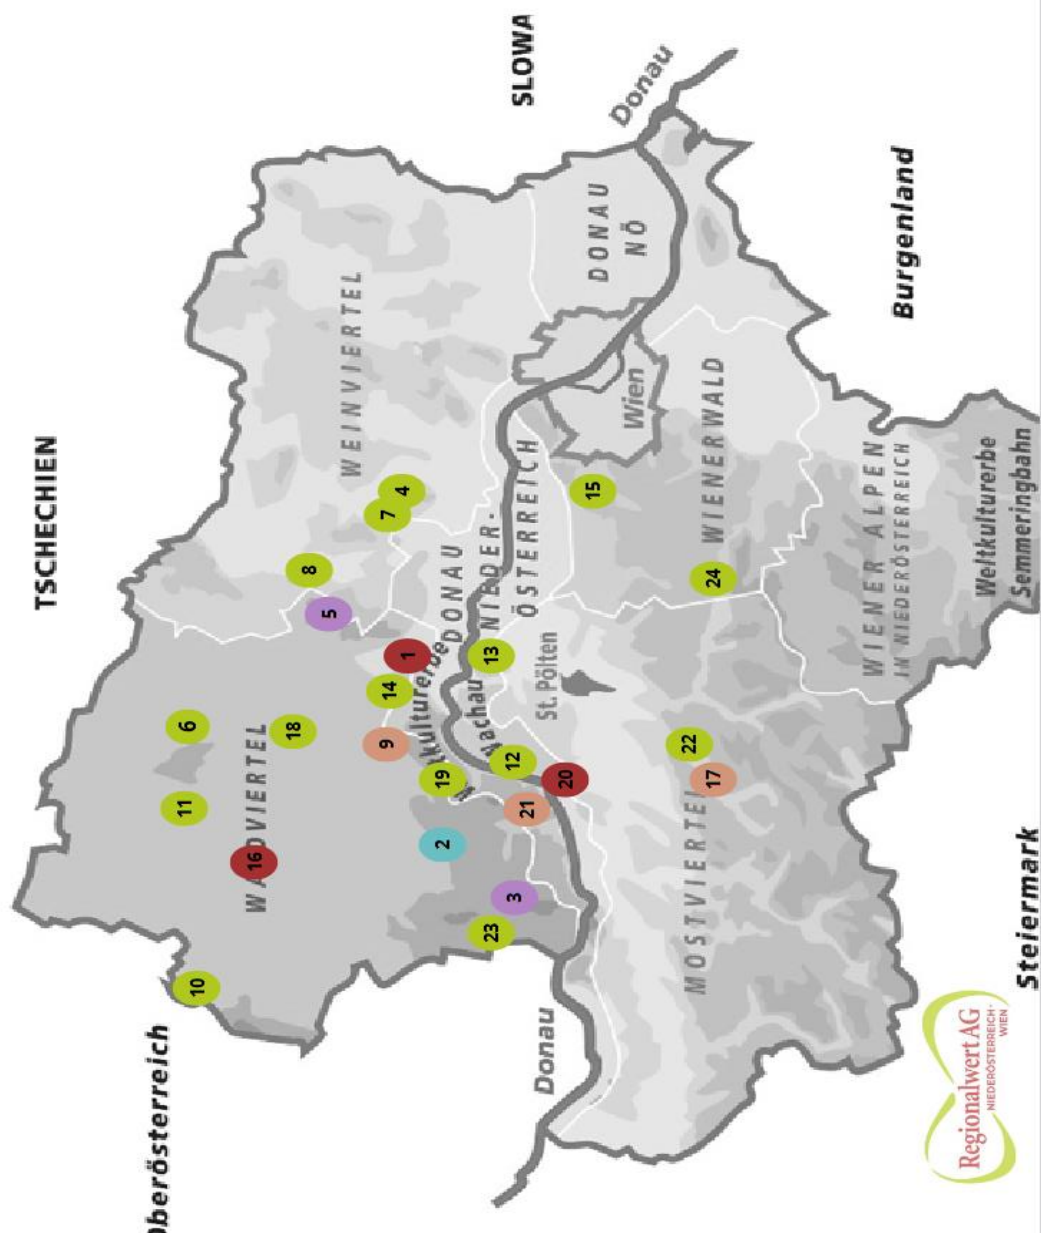 TSCHECHIEN
SLOWA
Oberösterreich
Donau
WEINVIERTEL
DONAU
NÖ
WALDVIERTEL
10
11
6
16
18
8
5
7
4
1
14
9
19
2
3
23
21
20
12
13
15
24
22
17
tkulturerbe
Wachau
DONAU
NIEDER-
ÖSTERREICH
St. Pölten
Wien
WIENERWALD
Donau
MOSTVIERTEL
WIENER ALPEN
IN NIEDERÖSTERREICH
Weltkulturerbe
Semmeringbahn
Burgenland
Steiermark
Regionalwert AG
NIEDERÖSTERREICH-
WIEN